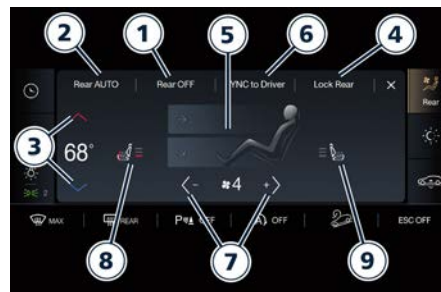 2 1 5 6 4
Rear AUTO Rear OFF YNC to Driver Lock Rear X
Rear
3
68°
- 4 +
2
MAX REAR OFF OFF ESC OFF
8 7 9